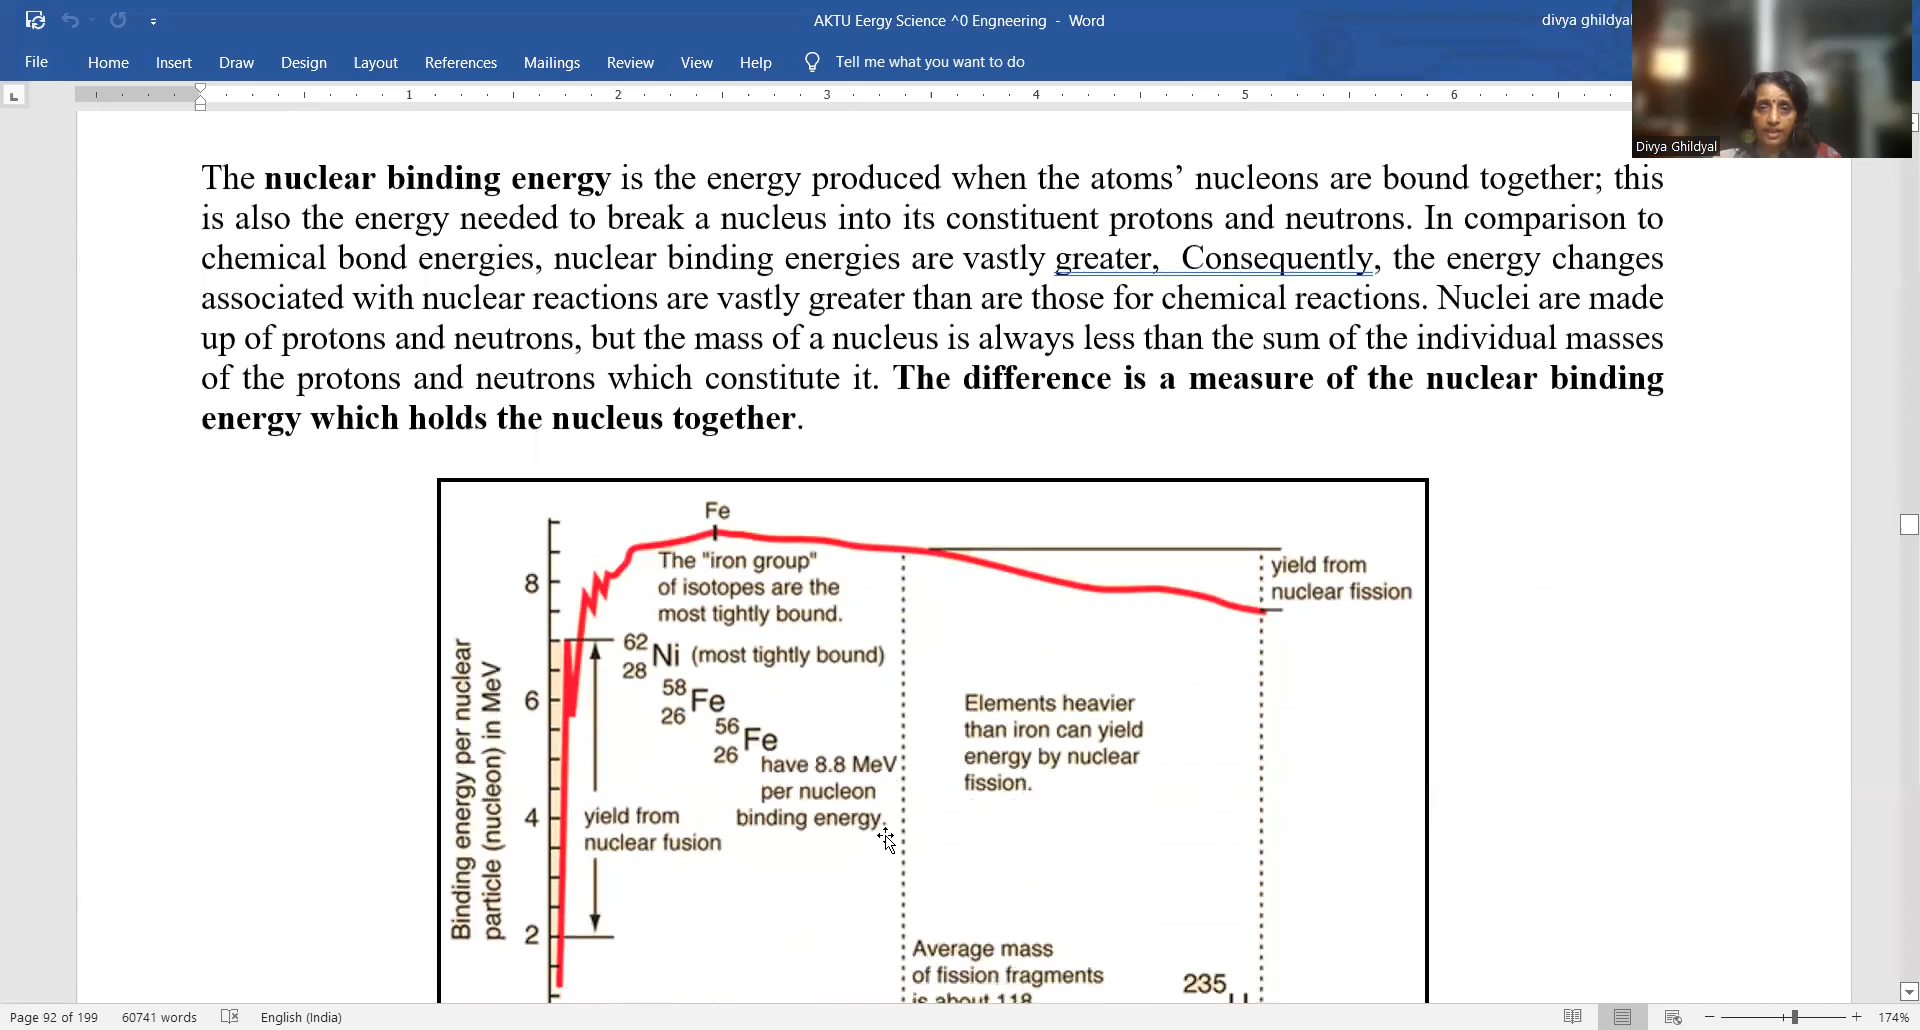 AKTU Eergy Science ^0 Engneering - Word
divya ghildyal
File Home Insert Draw Design Layout References Mailings Review View Help Tell me what you want to do
1 2 3 4 5 6
Divya Ghildyal
The nuclear binding energy is the energy produced when the atoms’ nucleons are bound together; this
is also the energy needed to break a nucleus into its constituent protons and neutrons. In comparison to
chemical bond energies, nuclear binding energies are vastly greater, Consequently, the energy changes
associated with nuclear reactions are vastly greater than are those for chemical reactions. Nuclei are made
up of protons and neutrons, but the mass of a nucleus is always less than the sum of the individual masses
of the protons and neutrons which constitute it. The difference is a measure of the nuclear binding
energy which holds the nucleus together.
Fe
The "iron group"
of isotopes are the
most tightly bound.
62
28 Ni (most tightly bound)
58
26 Fe
56
26 Fe
have 8.8 MeV
per nucleon
binding energy.
yield from
nuclear fission
yield from
nuclear fusion
Elements heavier
than iron can yield
energy by nuclear
fission.
Average mass
of fission fragments
is about 118
235
U
8
6
4
2
Binding energy per nuclear
particle (nucleon) in MeV
Page 92 of 199 60741 words English (India) 174%